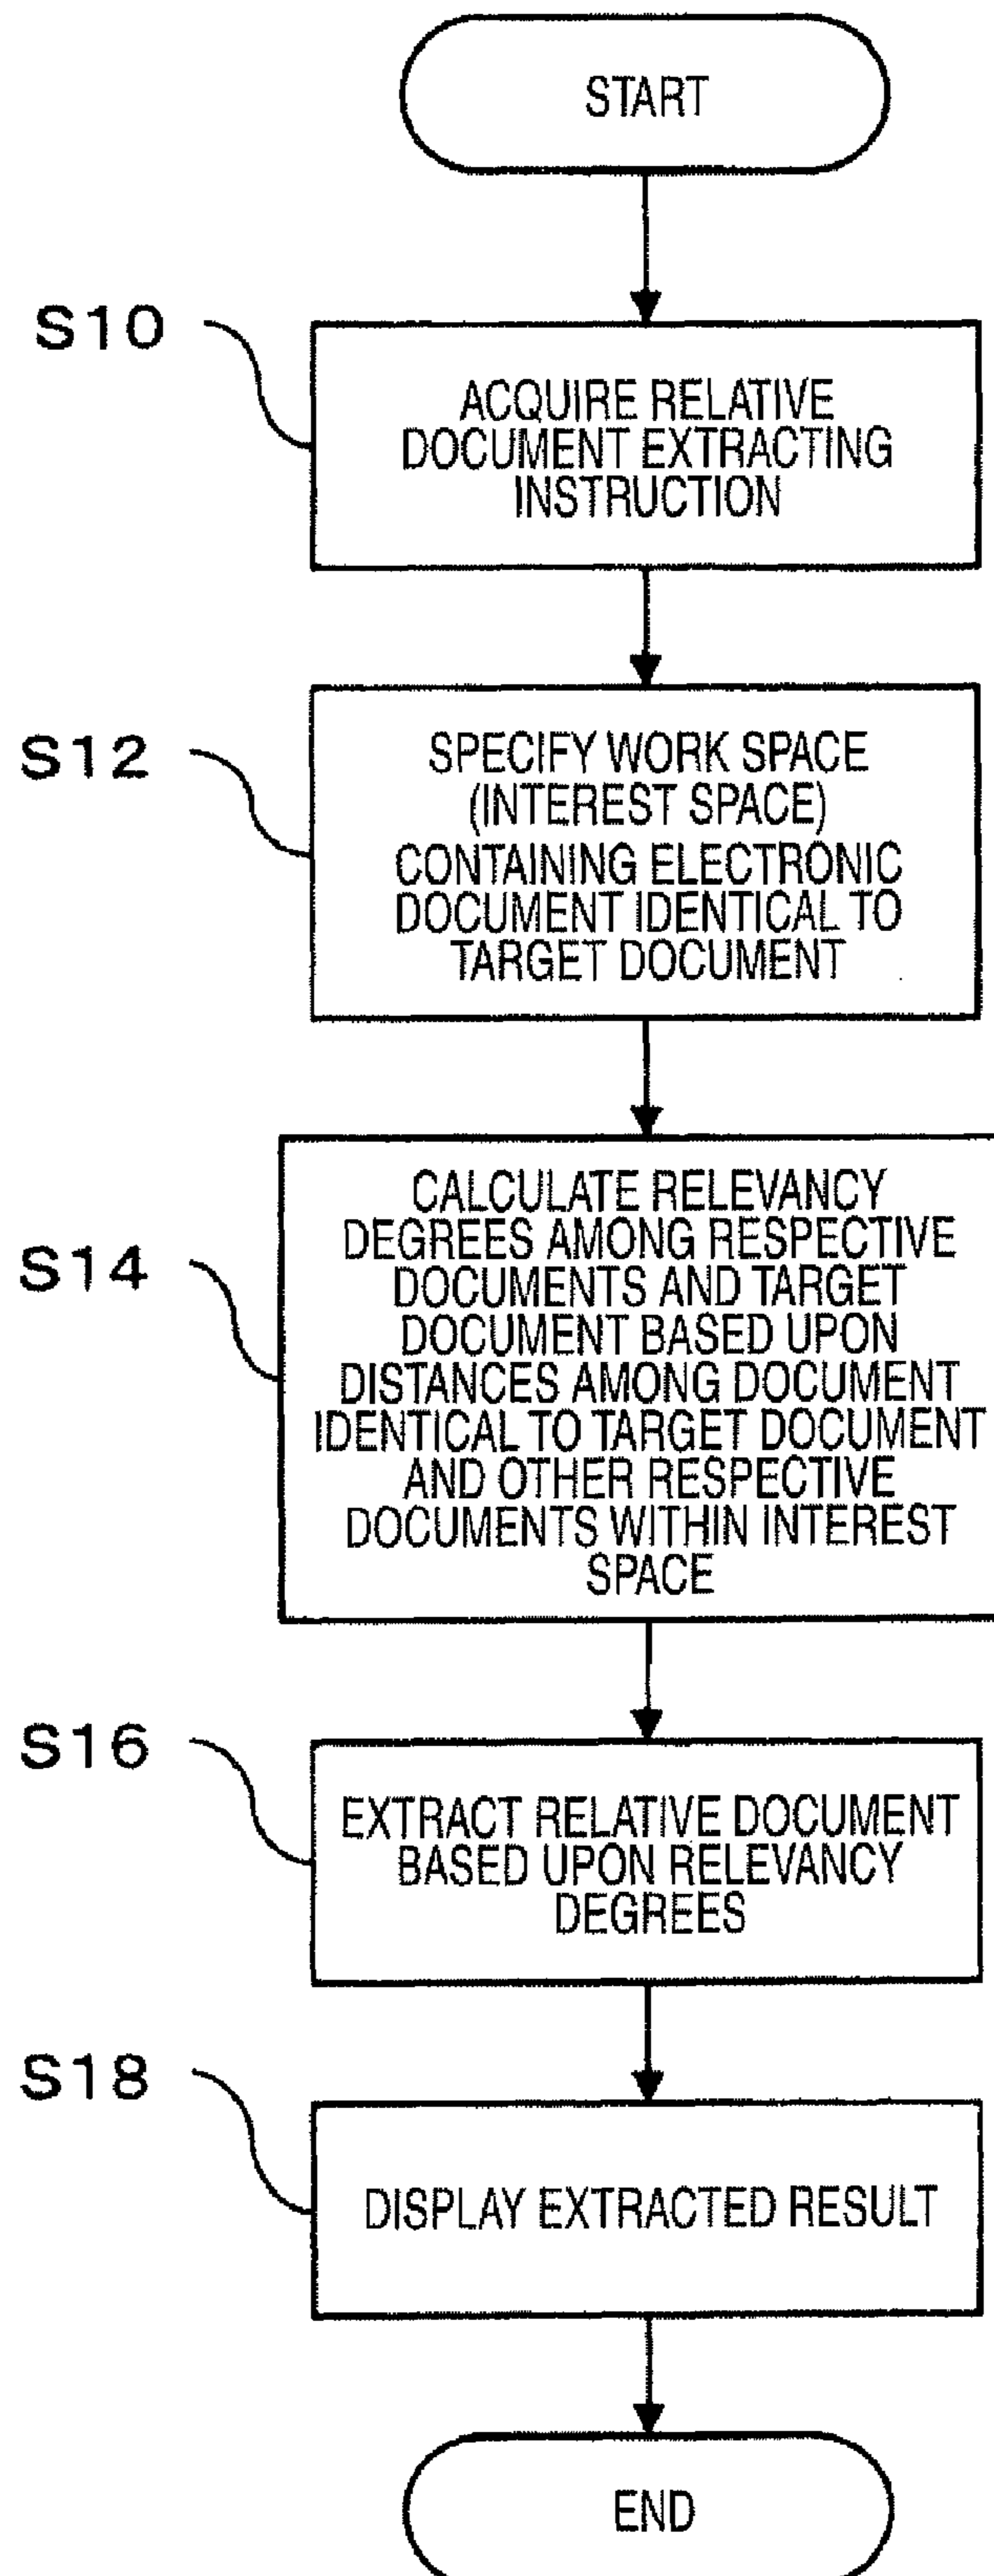 START
S10
ACQUIRE RELATIVE
DOCUMENT EXTRACTING
INSTRUCTION
S12
SPECIFY WORK SPACE
(INTEREST SPACE)
CONTAINING ELECTRONIC
DOCUMENT IDENTICAL TO
TARGET DOCUMENT
S14
CALCULATE RELEVANCY
DEGREES AMONG RESPECTIVE
DOCUMENTS AND TARGET
DOCUMENT BASED UPON
DISTANCES AMONG DOCUMENT
IDENTICAL TO TARGET DOCUMENT
AND OTHER RESPECTIVE
DOCUMENTS WITHIN INTEREST
SPACE
S16
EXTRACT RELATIVE DOCUMENT
BASED UPON RELEVANCY
DEGREES
S18
DISPLAY EXTRACTED RESULT
END